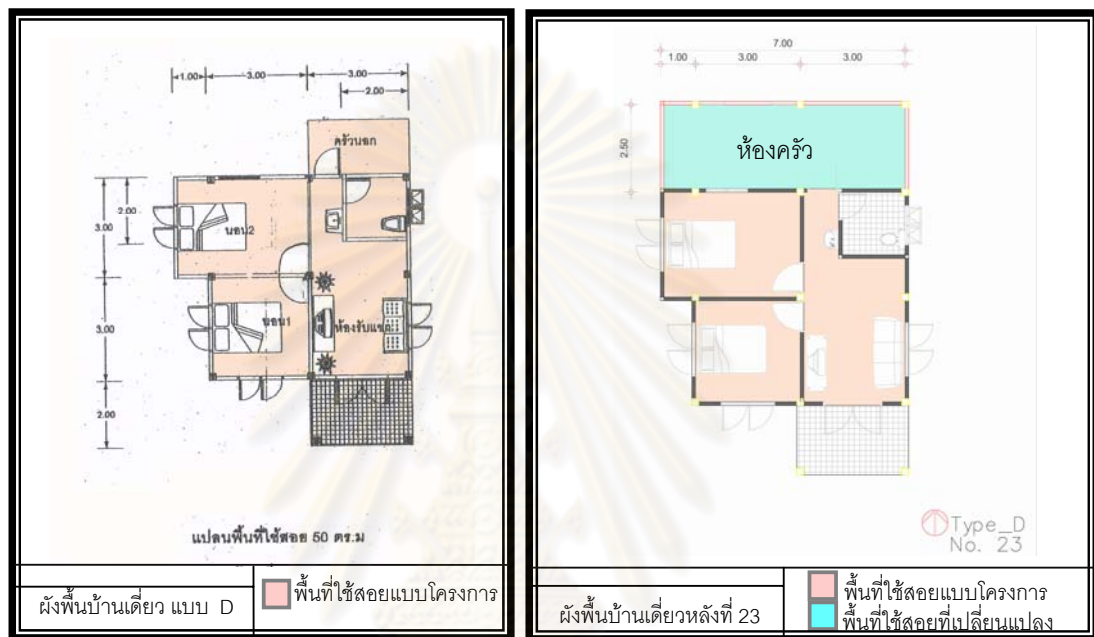 1.00
3.00
3.00
2.00
ครัวนอก
2.00
3.00
นอน2
3.00
นอน1
ห้องรับแขก
2.00
แปลนพื้นที่ใช้สอย 50 ตร.ม
ผังพื้นบ้านเดี่ยว แบบ D
พื้นที่ใช้สอยแบบโครงการ
7.00
1.00
3.00
3.00
2.50
ห้องครัว
Type_D
No. 23
ผังพื้นบ้านเดี่ยวหลังที่ 23
พื้นที่ใช้สอยแบบโครงการ
พื้นที่ใช้สอยที่เปลี่ยนแปลง